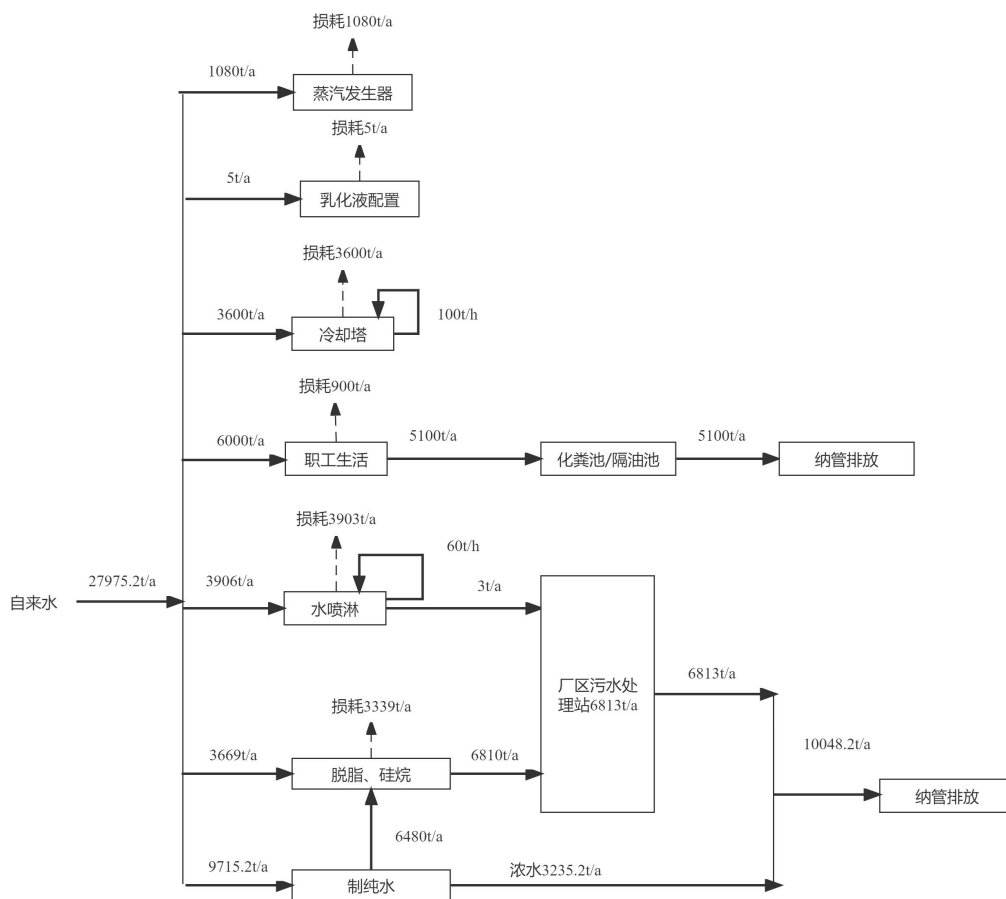 损耗1080t/a
1080t/a
蒸汽发生器
损耗5t/a
5t/a
乳化液配置
损耗3600t/a
3600t/a
冷却塔
100t/h
损耗900t/a
6000t/a
职工生活
5100t/a
化粪池/隔油池
5100t/a
纳管排放
损耗3903t/a
60t/h
自来水
27975.2t/a
3906t/a
水喷淋
3t/a
厂区污水处
理站6813t/a
6813t/a
损耗3339t/a
3669t/a
脱脂、硅烷
6810t/a
10048.2t/a
纳管排放
6480t/a
9715.2t/a
制纯水
浓水3235.2t/a